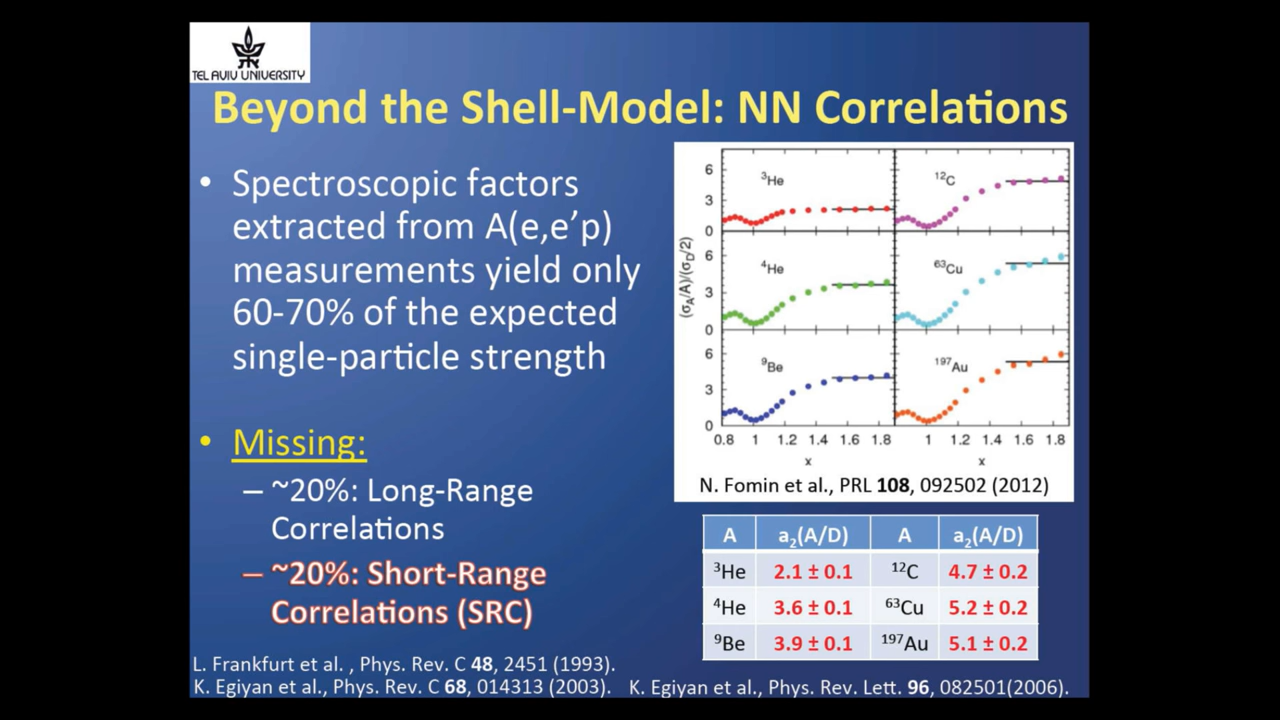 TEL AVIV UNIVERSITY
Beyond the Shell-Model: NN Correlations
• Spectroscopic factors
extracted from A(e,e’p)
measurements yield only
60-70% of the expected
single-particle strength
• Missing:
– ~20%: Long-Range
Correlations
– ~20%: Short-Range
Correlations (SRC)
(σA/A)/(σD/2)
6 ³He ¹²C
3
0
6 ⁴He ⁶³Cu
3
0
6 ⁹Be ¹⁹⁷Au
3
0
0.8 1 1.2 1.4 1.6 1.8 1 1.2 1.4 1.6 1.8
x x
N. Fomin et al., PRL 108, 092502 (2012)
A a₂(A/D) A a₂(A/D)
³He 2.1 ± 0.1 ¹²C 4.7 ± 0.2
⁴He 3.6 ± 0.1 ⁶³Cu 5.2 ± 0.2
⁹Be 3.9 ± 0.1 ¹⁹⁷Au 5.1 ± 0.2
L. Frankfurt et al. , Phys. Rev. C 48, 2451 (1993).
K. Egiyan et al., Phys. Rev. C 68, 014313 (2003). K. Egiyan et al., Phys. Rev. Lett. 96, 082501(2006).